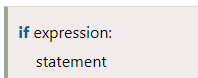 if expression:
statement